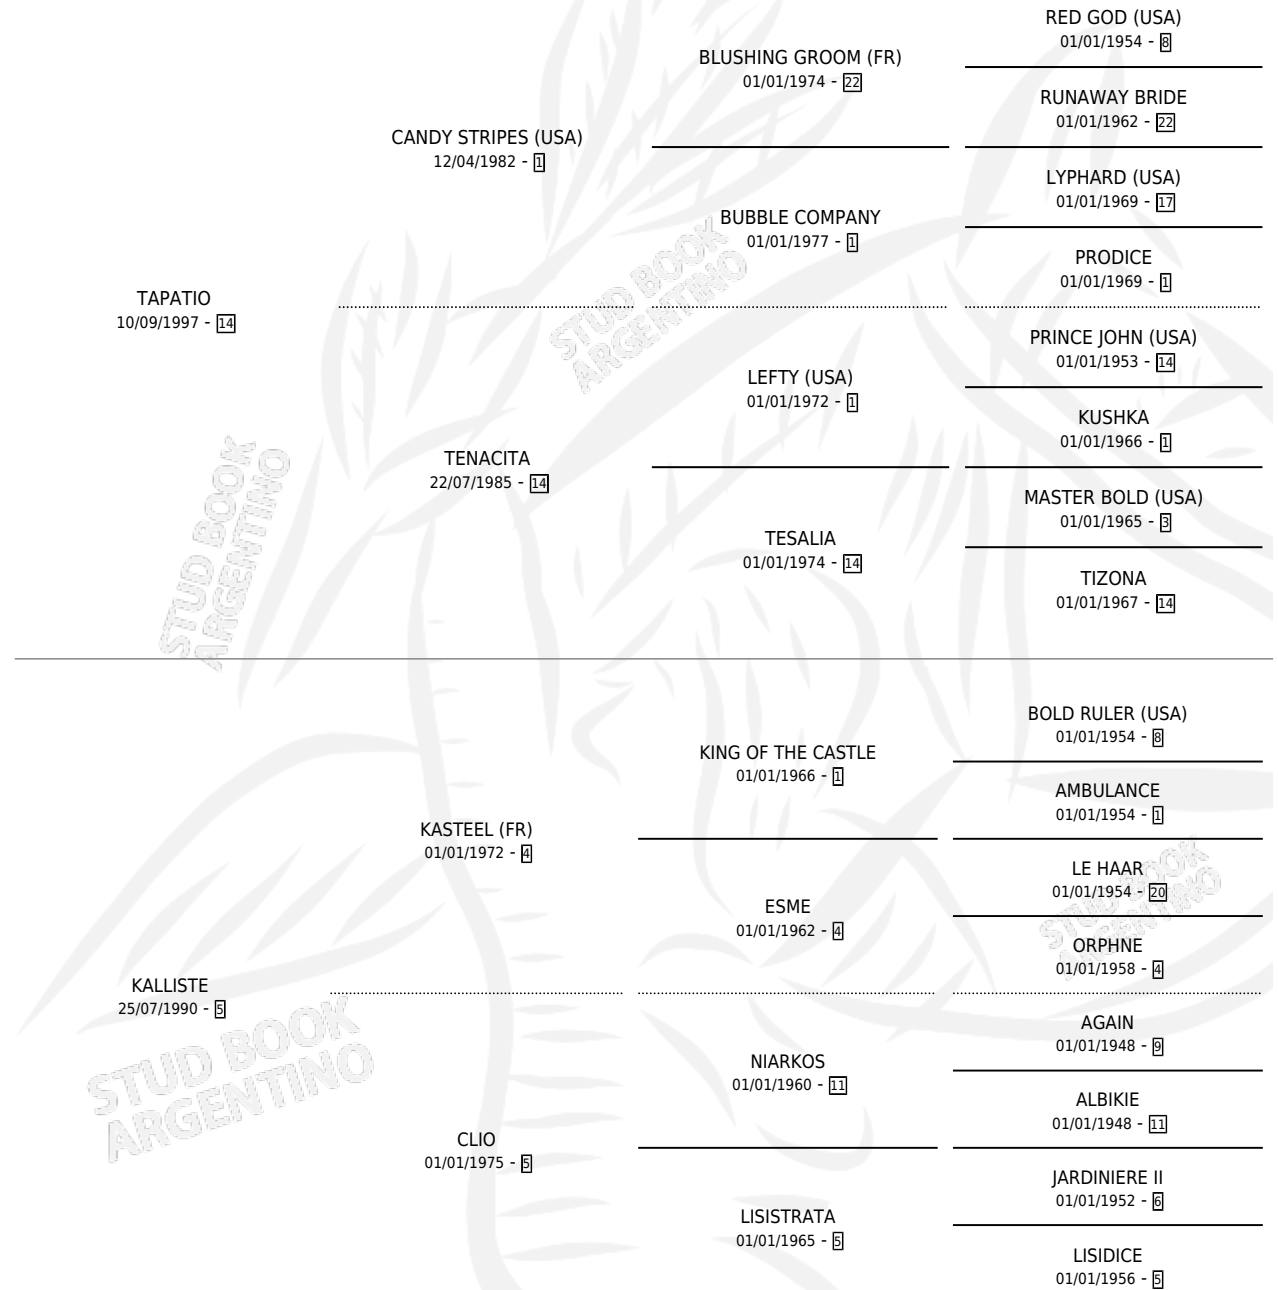 RED GOD (USA)
01/01/1954 - 8
BLUSHING GROOM (FR)
01/01/1974 - 22
RUNAWAY BRIDE
01/01/1962 - 22
CANDY STRIPES (USA)
12/04/1982 - 1
LYPHARD (USA)
01/01/1969 - 17
BUBBLE COMPANY
01/01/1977 - 1
PRODICE
01/01/1969 - 1
TAPATIO
10/09/1997 - 14
PRINCE JOHN (USA)
01/01/1953 - 14
LEFTY (USA)
01/01/1972 - 1
KUSHKA
01/01/1966 - 1
TENACITA
22/07/1985 - 14
MASTER BOLD (USA)
01/01/1965 - 3
TESALIA
01/01/1974 - 14
TIZONA
01/01/1967 - 14
STUD BOOK
ARGENTINO
STUD BOOK
ARGENTINO
BOLD RULER (USA)
01/01/1954 - 8
KING OF THE CASTLE
01/01/1966 - 1
AMBULANCE
01/01/1954 - 1
KASTEEL (FR)
01/01/1972 - 4
LE HAAR
01/01/1954 - 20
ESME
01/01/1962 - 4
ORPHNE
01/01/1958 - 4
KALLISTE
25/07/1990 - 5
AGAIN
01/01/1948 - 9
NIARKOS
01/01/1960 - 11
ALBIKIE
01/01/1948 - 11
CLIO
01/01/1975 - 5
JARDINIERE II
01/01/1952 - 6
LISISTRATA
01/01/1965 - 5
LISIDICE
01/01/1956 - 5
STUD BOOK
ARGENTINO
STUD BOOK
ARGENTINO